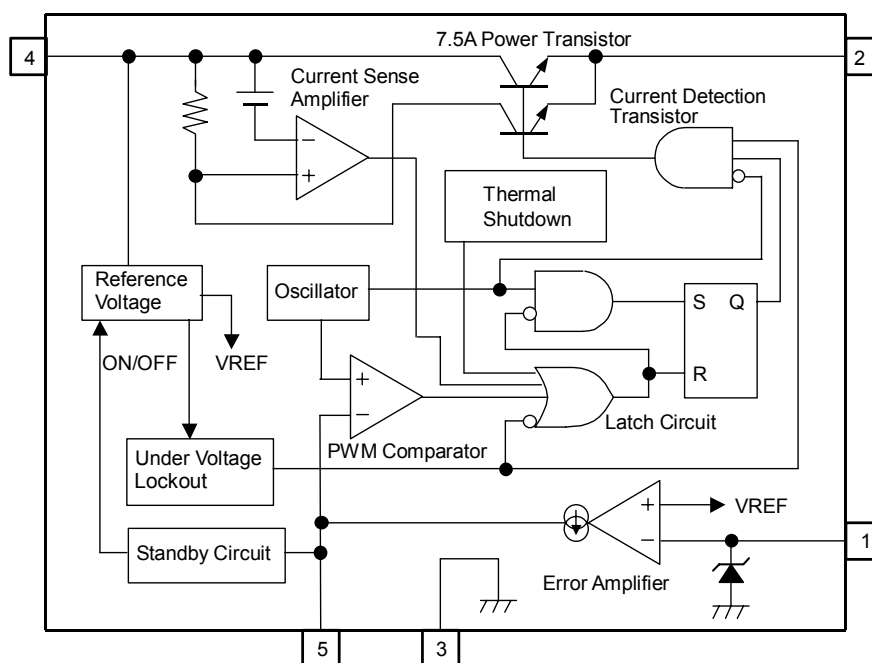 7.5A Power Transistor
4
2
Current Sense
Amplifier
Current Detection
Transistor
−
+
Thermal
Shutdown
Reference
Voltage
Oscillator
S Q
R
ON/OFF
VREF
+
−
PWM Comparator
Latch Circuit
Under Voltage
Lockout
+
−
VREF
1
Standby Circuit
Error Amplifier
5
3